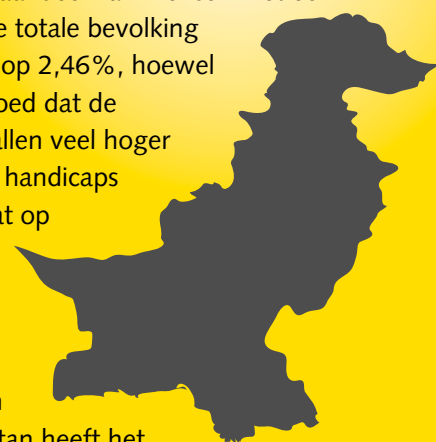 e totale bevolking
op 2,46%, hoewel
oed dat de
allen veel hoger
handicaps
at op
tan heeft het